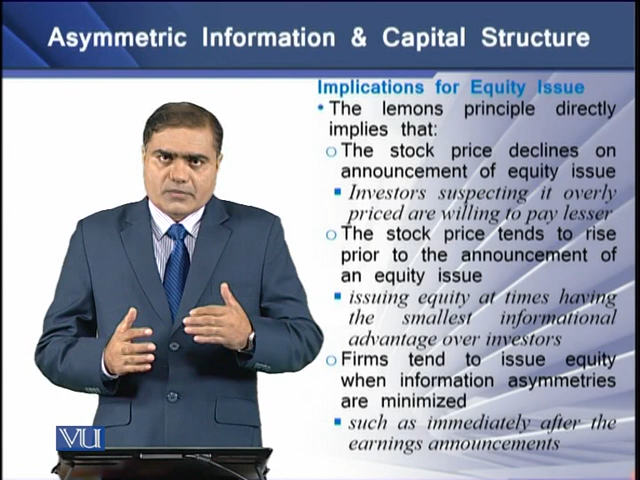 Asymmetric Information & Capital Structure
Implications for Equity Issue
• The lemons principle directly
implies that:
o The stock price declines on
announcement of equity issue
▪ Investors suspecting it overly
priced are willing to pay lesser
o The stock price tends to rise
prior to the announcement of
an equity issue
▪ issuing equity at times having
the smallest informational
advantage over investors
o Firms tend to issue equity
when information asymmetries
are minimized
▪ such as immediately after the
earnings announcements
VU